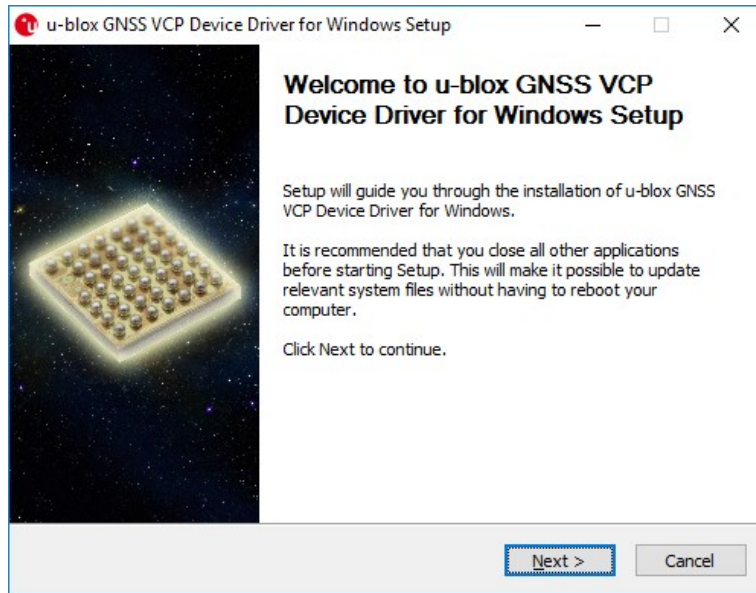 u-blox GNSS VCP Device Driver for Windows Setup
Welcome to u-blox GNSS VCP
Device Driver for Windows Setup
Setup will guide you through the installation of u-blox GNSS
VCP Device Driver for Windows.
It is recommended that you close all other applications
before starting Setup. This will make it possible to update
relevant system files without having to reboot your
computer.
Click Next to continue.
Next >
Cancel